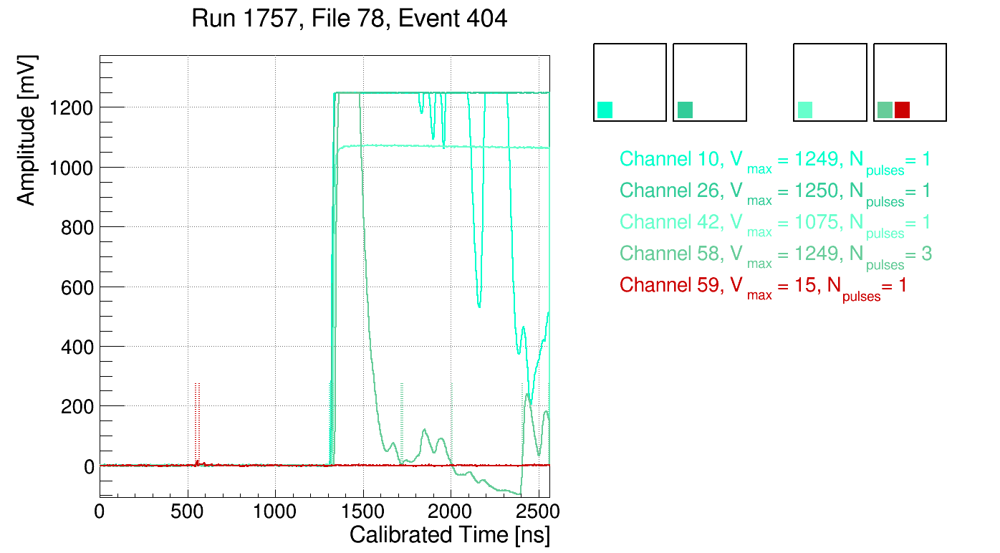 Run 1757, File 78, Event 404
Amplitude [mV]
1200
1000
800
600
400
200
0
0 500 1000 1500 2000 2500
Calibrated Time [ns]
Channel 10, V max = 1249, N pulses = 1
Channel 26, V max = 1250, N pulses = 1
Channel 42, V max = 1075, N pulses = 1
Channel 58, V max = 1249, N pulses = 3
Channel 59, V max = 15, N pulses = 1